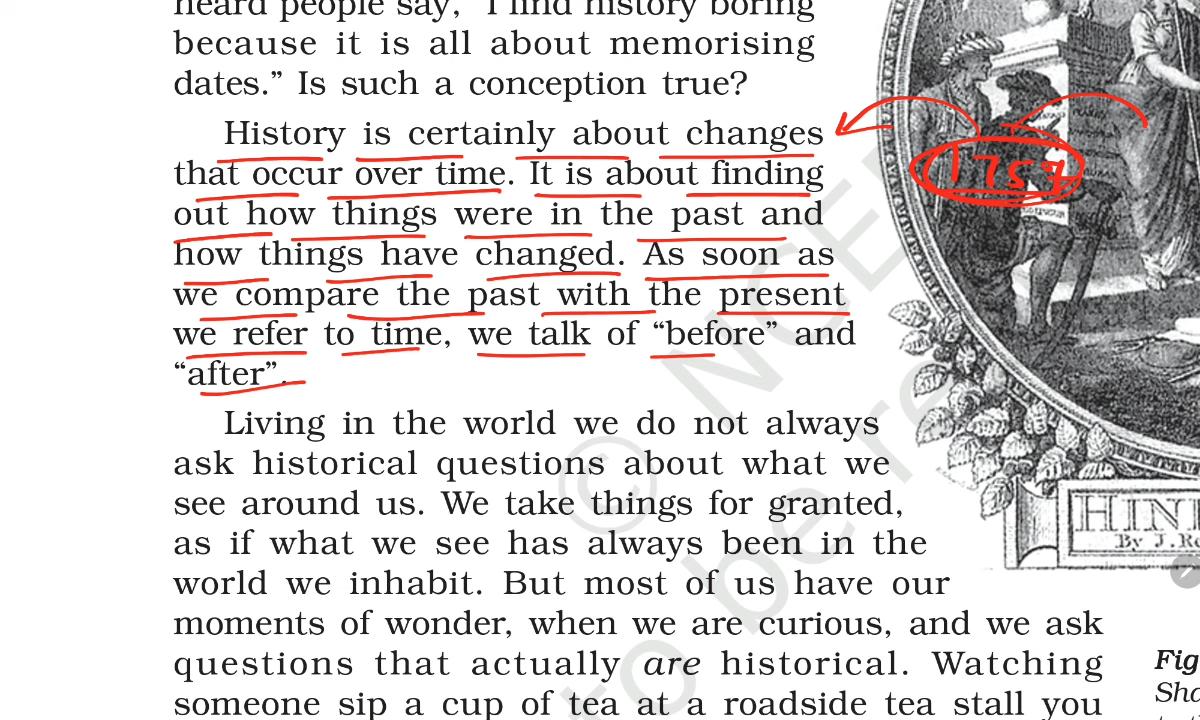 heard people say, “I find history boring
because it is all about memorising
dates.” Is such a conception true?
History is certainly about changes
that occur over time. It is about finding
out how things were in the past and
how things have changed. As soon as
we compare the past with the present
we refer to time, we talk of “before” and
“after”.
Living in the world we do not always
ask historical questions about what we
see around us. We take things for granted,
as if what we see has always been in the
world we inhabit. But most of us have our
moments of wonder, when we are curious, and we ask
questions that actually are historical. Watching
someone sip a cup of tea at a roadside tea stall you
1757
HIN
By J.R
Fig
Sha
© NCE
to be re